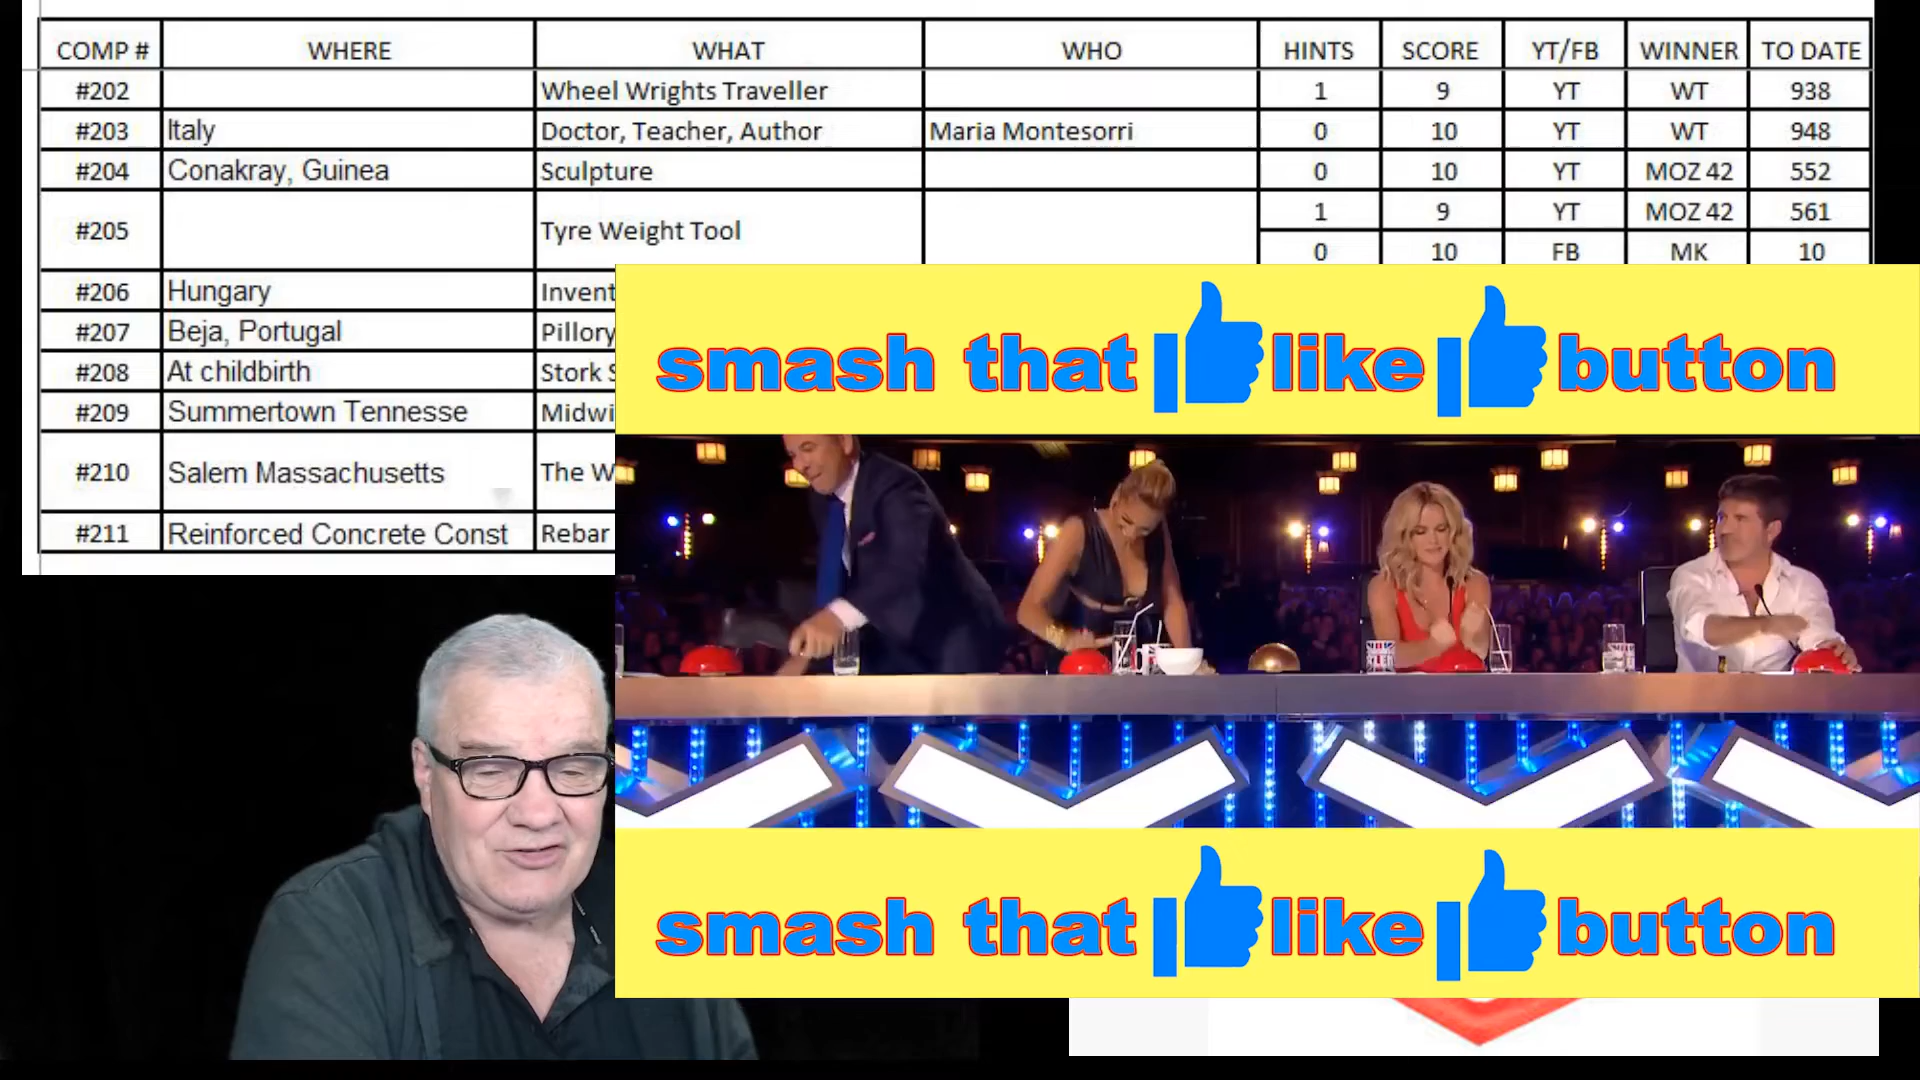 COMP # WHERE WHAT WHO HINTS SCORE YT/FB WINNER TO DATE
#202 Wheel Wrights Traveller 1 9 YT WT 938
#203 Italy Doctor, Teacher, Author Maria Montesorri 0 10 YT WT 948
#204 Conakray, Guinea Sculpture 0 10 YT MOZ 42 552
#205 Tyre Weight Tool 1 9 YT MOZ 42 561
0 10 FB MK 10
#206 Hungary Invent
#207 Beja, Portugal Pillory
#208 At childbirth Stork
#209 Summertown Tennesse Midwi
#210 Salem Massachusetts The W
#211 Reinforced Concrete Const Rebar
smash that like button
smash that like button